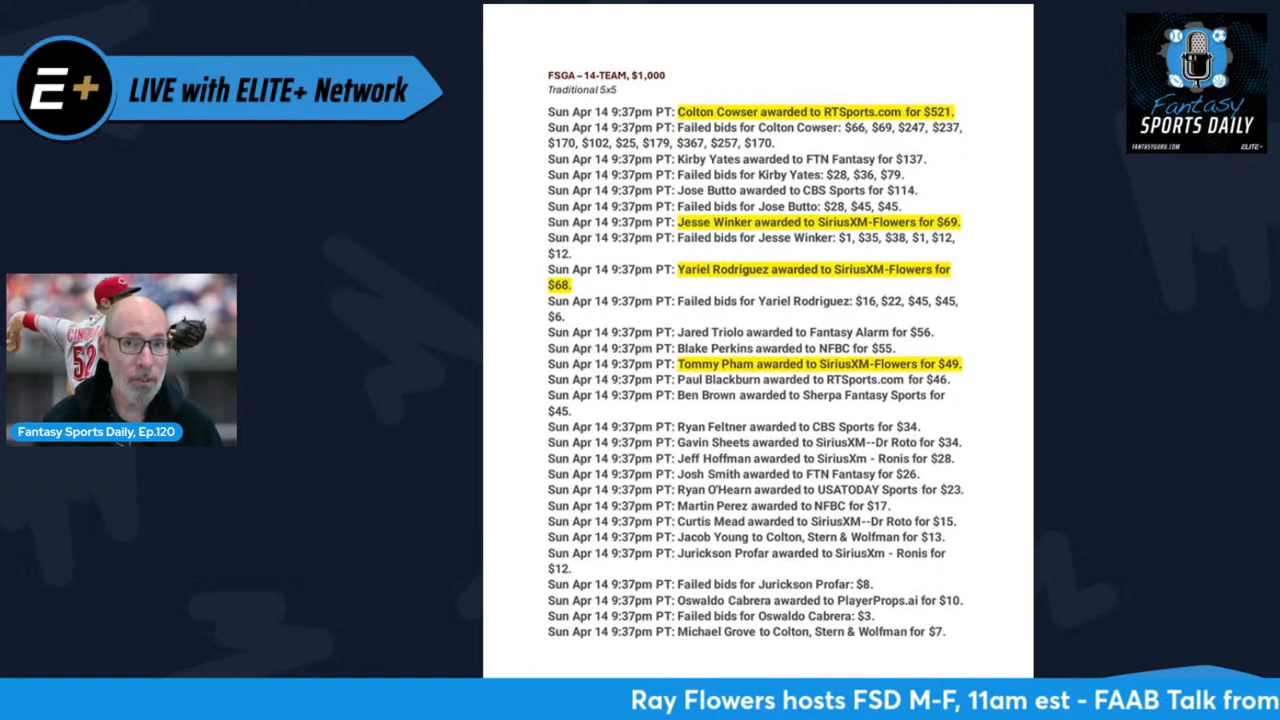 E+
LIVE with ELITE+ Network
FSGA – 14-TEAM, $1,000
Traditional 5x5
Sun Apr 14 9:37pm PT: Colton Cowser awarded to RTSports.com for $521.
Sun Apr 14 9:37pm PT: Failed bids for Colton Cowser: $66, $69, $247, $237,
$170, $102, $25, $179, $367, $257, $170.
Sun Apr 14 9:37pm PT: Kirby Yates awarded to FTN Fantasy for $137.
Sun Apr 14 9:37pm PT: Failed bids for Kirby Yates: $28, $36, $79.
Sun Apr 14 9:37pm PT: Jose Butto awarded to CBS Sports for $114.
Sun Apr 14 9:37pm PT: Failed bids for Jose Butto: $28, $45, $45.
Sun Apr 14 9:37pm PT: Jesse Winker awarded to SiriusXM-Flowers for $69.
Sun Apr 14 9:37pm PT: Failed bids for Jesse Winker: $1, $35, $38, $1, $12,
$12.
Sun Apr 14 9:37pm PT: Yariel Rodriguez awarded to SiriusXM-Flowers for
$68.
Sun Apr 14 9:37pm PT: Failed bids for Yariel Rodriguez: $16, $22, $45, $45,
$6.
Sun Apr 14 9:37pm PT: Jared Triolo awarded to Fantasy Alarm for $56.
Sun Apr 14 9:37pm PT: Blake Perkins awarded to NFBC for $55.
Sun Apr 14 9:37pm PT: Tommy Pham awarded to SiriusXM-Flowers for $49.
Sun Apr 14 9:37pm PT: Paul Blackburn awarded to RTSports.com for $46.
Sun Apr 14 9:37pm PT: Ben Brown awarded to Sherpa Fantasy Sports for
$45.
Sun Apr 14 9:37pm PT: Ryan Feltner awarded to CBS Sports for $34.
Sun Apr 14 9:37pm PT: Gavin Sheets awarded to SiriusXM--Dr Roto for $34.
Sun Apr 14 9:37pm PT: Jeff Hoffman awarded to SiriusXm - Ronis for $28.
Sun Apr 14 9:37pm PT: Josh Smith awarded to FTN Fantasy for $26.
Sun Apr 14 9:37pm PT: Ryan O'Hearn awarded to USATODAY Sports for $23.
Sun Apr 14 9:37pm PT: Martin Perez awarded to NFBC for $17.
Sun Apr 14 9:37pm PT: Curtis Mead awarded to SiriusXM--Dr Roto for $15.
Sun Apr 14 9:37pm PT: Jacob Young to Colton, Stern & Wolfman for $13.
Sun Apr 14 9:37pm PT: Jurickson Profar awarded to SiriusXm - Ronis for
$12.
Sun Apr 14 9:37pm PT: Failed bids for Jurickson Profar: $8.
Sun Apr 14 9:37pm PT: Oswaldo Cabrera awarded to PlayerProps.ai for $10.
Sun Apr 14 9:37pm PT: Failed bids for Oswaldo Cabrera: $3.
Sun Apr 14 9:37pm PT: Michael Grove to Colton, Stern & Wolfman for $7.
Fantasy
SPORTS DAILY
FANTASYGURU.COM
ELITE+
CINCINN
52
Fantasy Sports Daily, Ep.120
Ray Flowers hosts FSD M-F, 11am est - FAAB Talk from